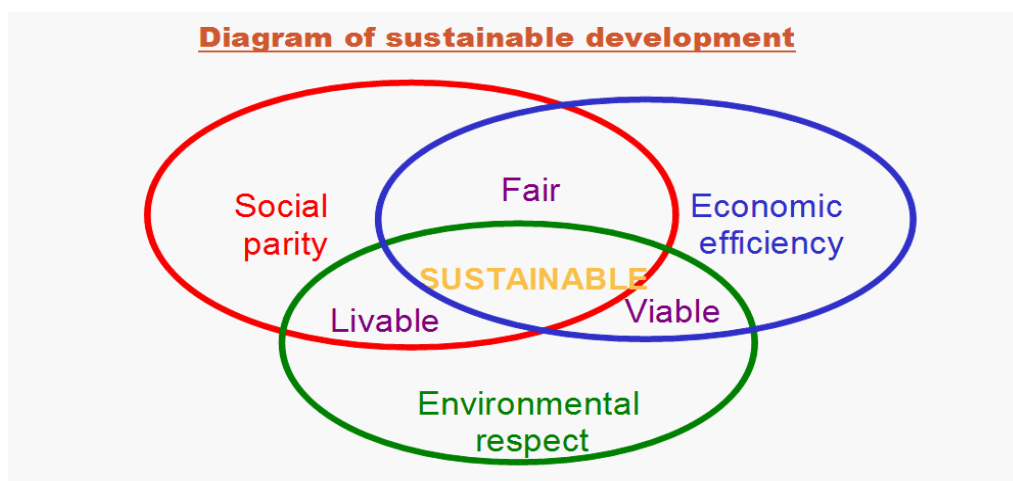 Diagram of sustainable development
Fair
Social
parity
Economic
efficiency
SUSTAINABLE
Livable
Viable
Environmental
respect